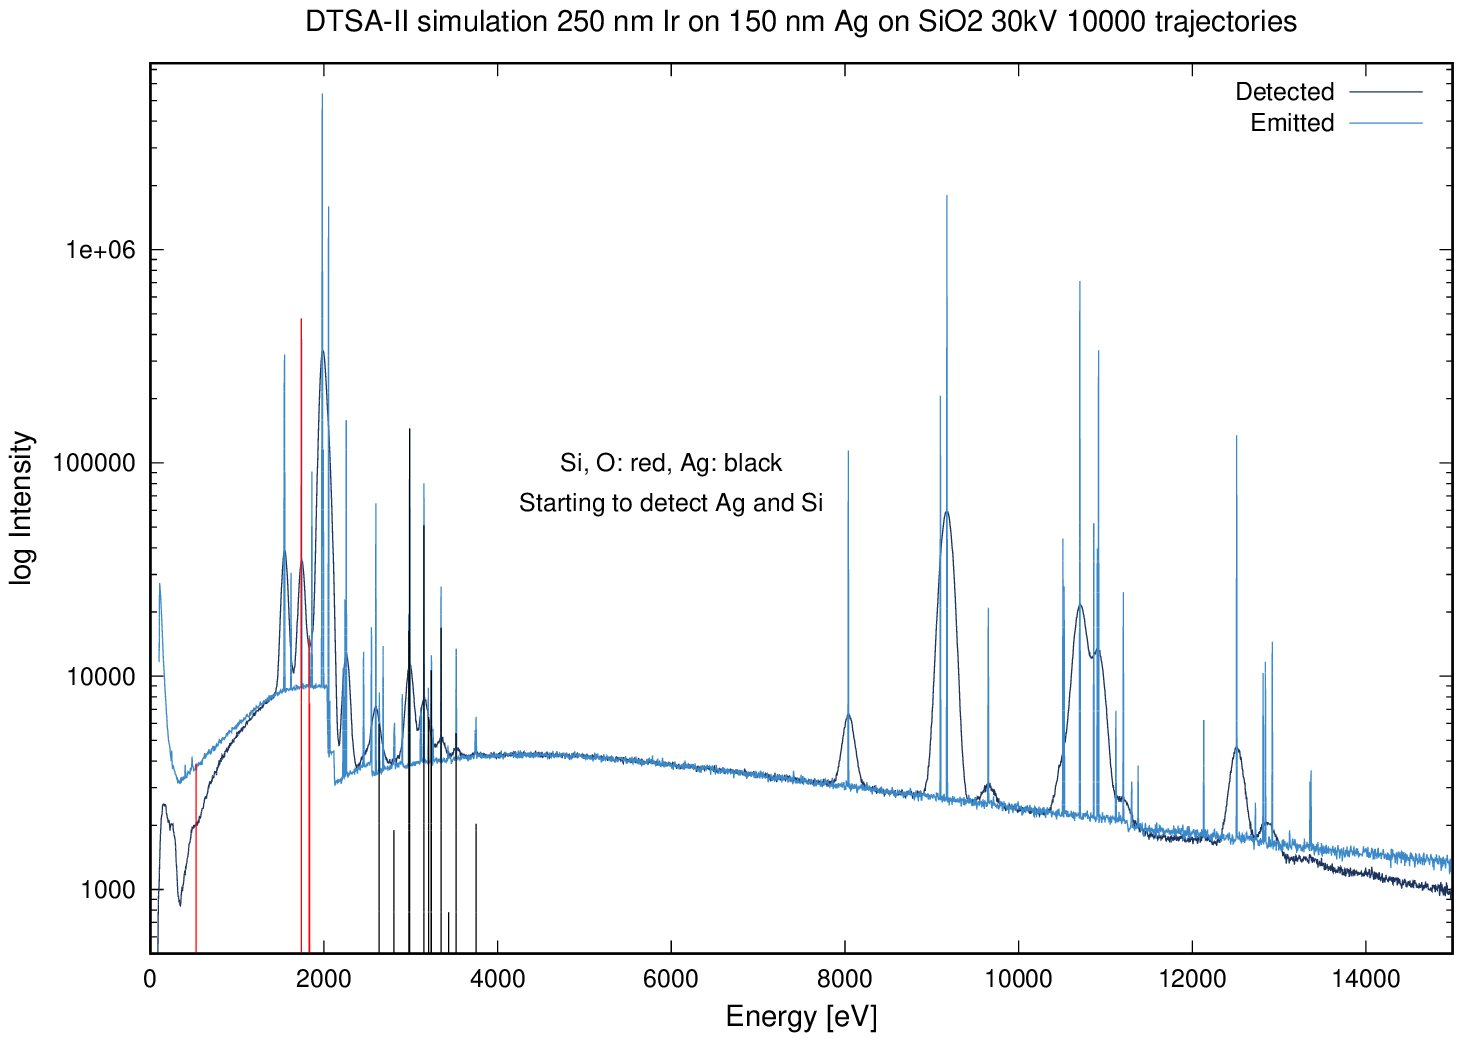 DTSA-II simulation 250 nm Ir on 150 nm Ag on SiO2 30kV 10000 trajectories
Detected
Emitted
1e+06
100000
10000
1000
log Intensity
Si, O: red, Ag: black
Starting to detect Ag and Si
0 2000 4000 6000 8000 10000 12000 14000
Energy [eV]